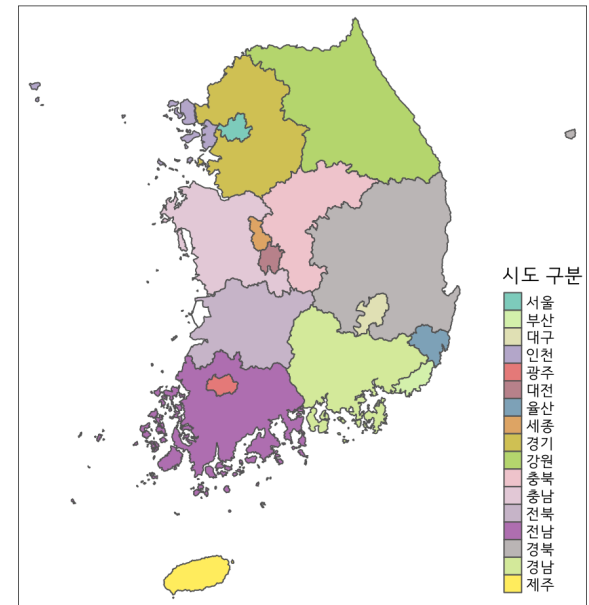 시도 구분
서울
부산
대구
인천
광주
대전
울산
세종
경기
강원
충북
충남
전북
전남
경북
경남
제주